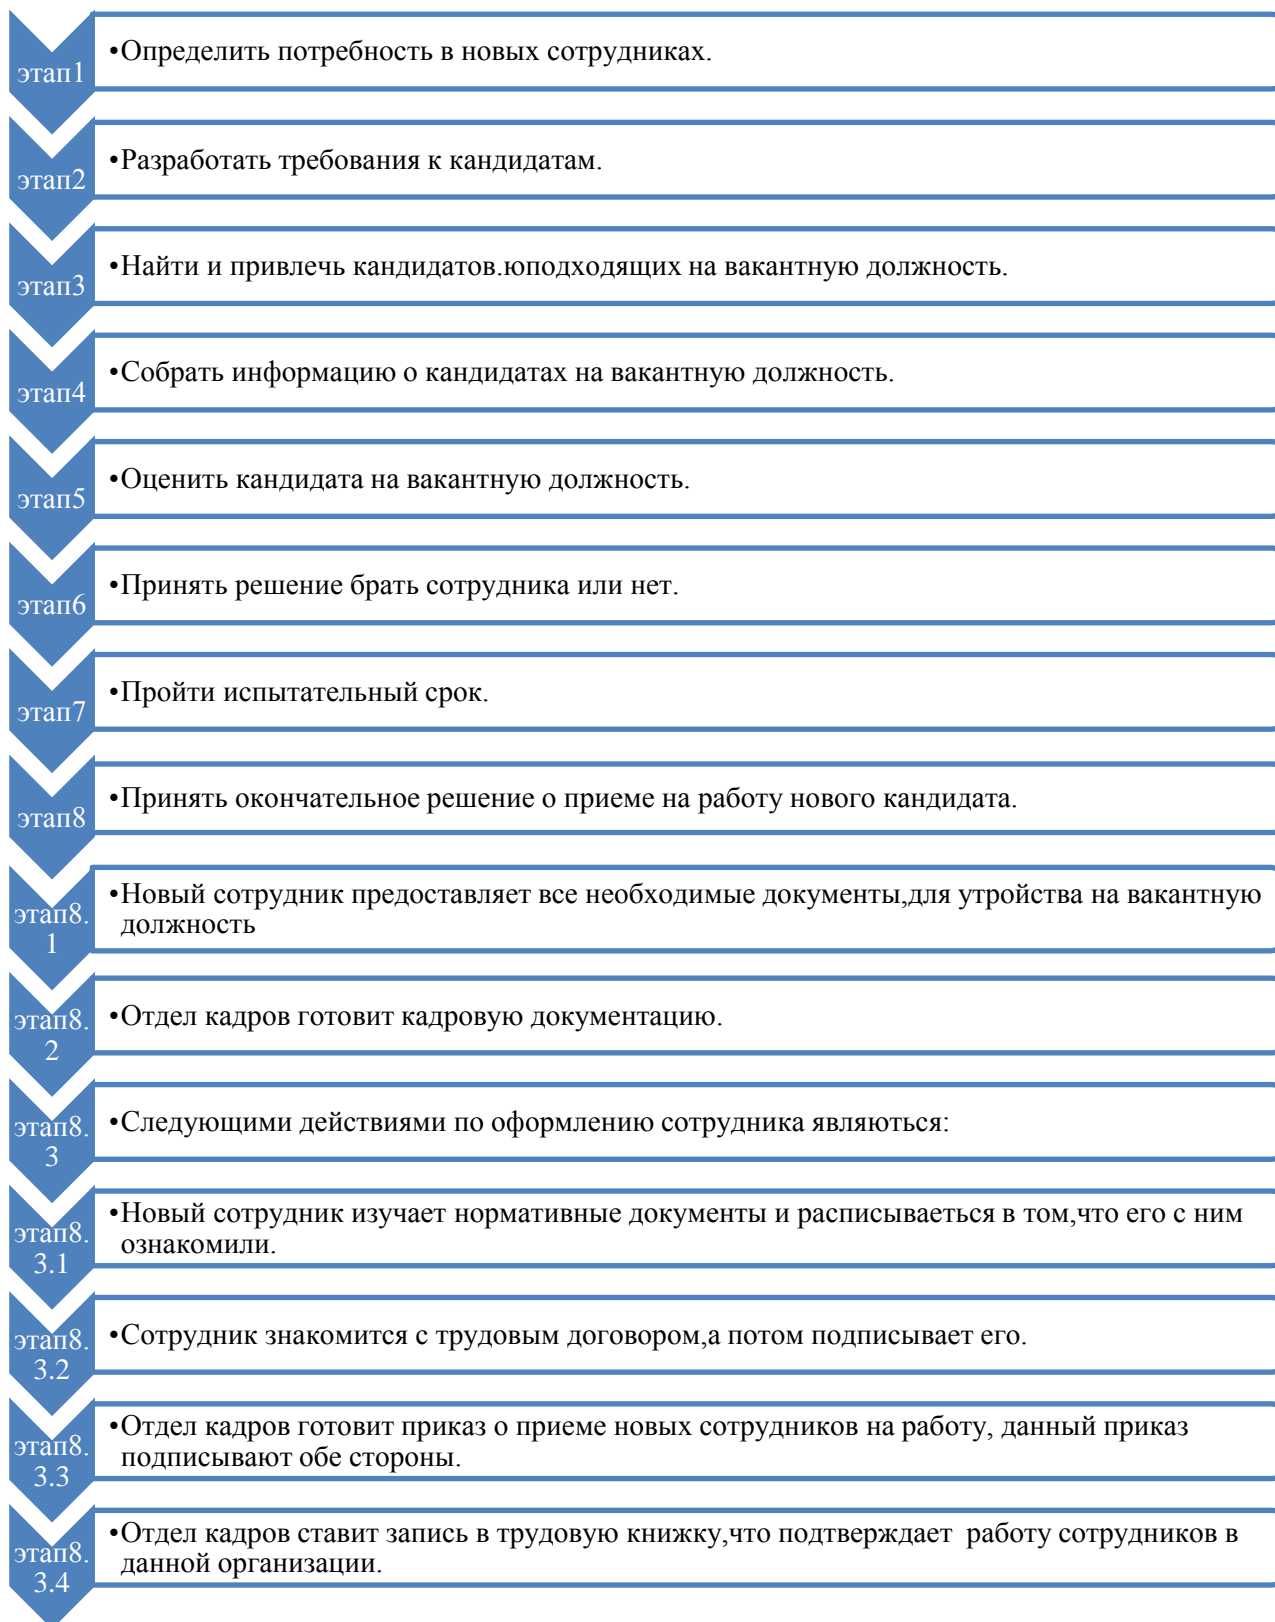 этап1
•Определить потребность в новых сотрудниках.
этап2
•Разработать требования к кандидатам.
этап3
•Найти и привлечь кандидатов.юподходящих на вакантную должность.
этап4
•Собрать информацию о кандидатах на вакантную должность.
этап5
•Оценить кандидата на вакантную должность.
этап6
•Принять решение брать сотрудника или нет.
этап7
•Пройти испытательный срок.
этап8
•Принять окончательное решение о приеме на работу нового кандидата.
этап8.
1
•Новый сотрудник предоставляет все необходимые документы,для утройства на вакантную
должность
этап8.
2
•Отдел кадров готовит кадровую документацию.
этап8.
3
•Следующими действиями по оформлению сотрудника являються:
этап8.
3.1
•Новый сотрудник изучает нормативные документы и расписываеться в том,что его с ним
ознакомили.
этап8.
3.2
•Сотрудник знакомится с трудовым договором,а потом подписывает его.
этап8.
3.3
•Отдел кадров готовит приказ о приеме новых сотрудников на работу, данный приказ
подписывают обе стороны.
этап8.
3.4
•Отдел кадров ставит запись в трудовую книжку,что подтверждает  работу сотрудников в
данной организации.